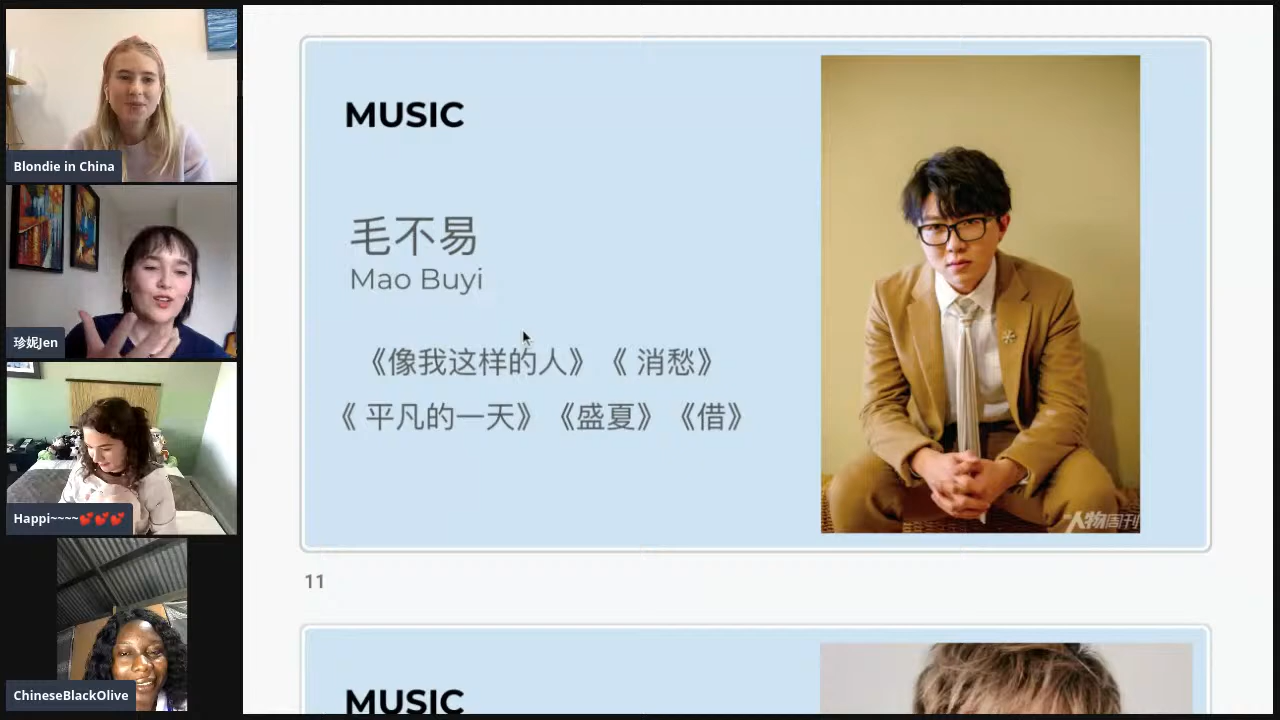 Blondie in China
珍妮Jen
Happi~~~~💕💕💕
ChineseBlackOlive
MUSIC
毛不易
Mao Buyi
《像我这样的人》《 消愁》
《 平凡的一天》《盛夏》《借》
人物周刊
11
MUSIC